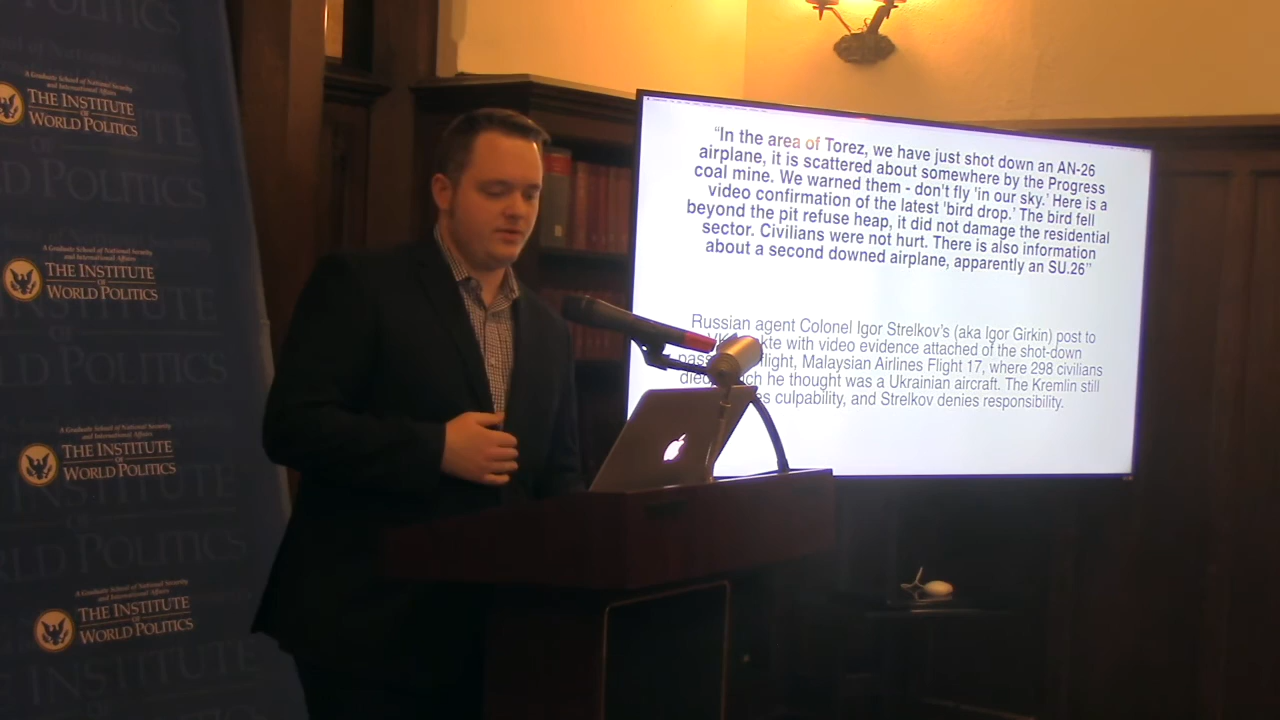 A Graduate School of National Security
and International Affairs
THE INSTITUTE
OF
WORLD POLITICS
A Graduate School of National Security
and International Affairs
THE INSTITUTE
OF
WORLD POLITICS
A Graduate School of National Security
and International Affairs
THE INSTITUTE
OF
WORLD POLITICS
A Graduate School of National Security
and International Affairs
THE INSTITUTE
OF
WORLD POLITICS
“In the area of Torez, we have just shot down an AN-26
airplane, it is scattered about somewhere by the Progress
coal mine. We warned them - don't fly 'in our sky.' Here is a
video confirmation of the latest 'bird drop.' The bird fell
beyond the pit refuse heap, it did not damage the residential
sector. Civilians were not hurt. There is also information
about a second downed airplane, apparently an SU.26”
Russian agent Colonel Igor Strelkov's (aka Igor Girkin) post to
with video evidence attached of the shot-down
flight, Malaysian Airlines Flight 17, where 298 civilians
he thought was a Ukrainian aircraft. The Kremlin still
culpability, and Strelkov denies responsibility.